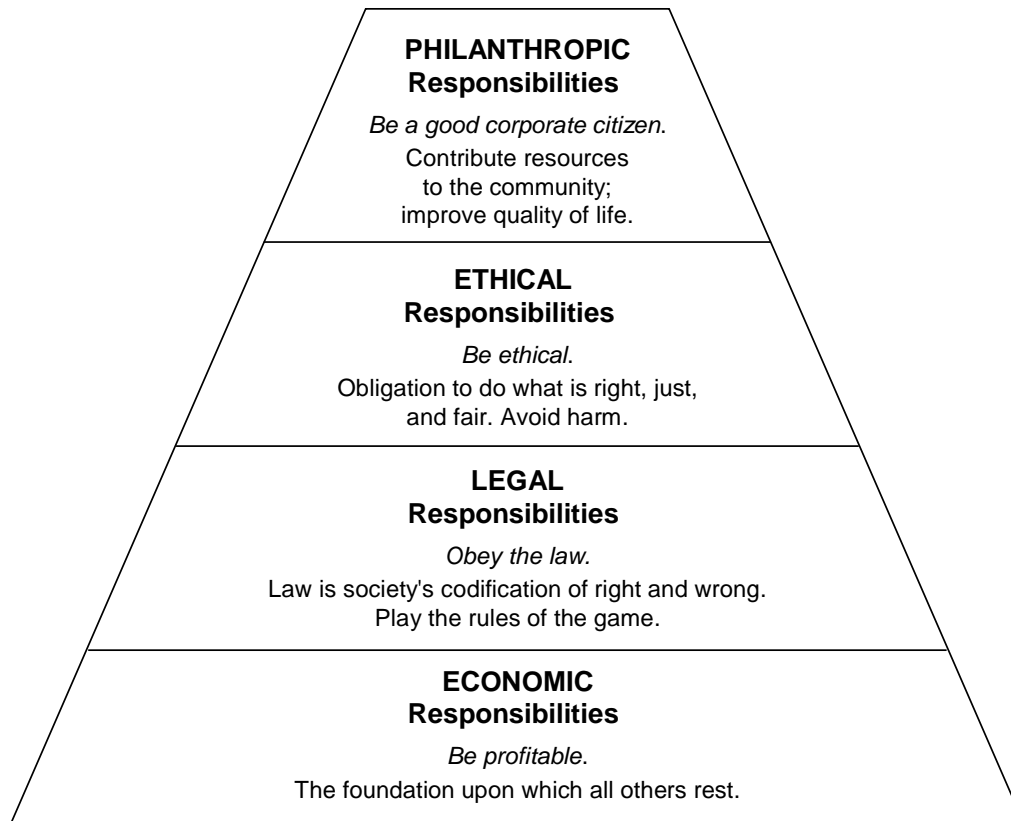 PHILANTHROPIC
Responsibilities
Be a good corporate citizen.
Contribute resources
to the community;
improve quality of life.
ETHICAL
Responsibilities
Be ethical.
Obligation to do what is right, just,
and fair. Avoid harm.
LEGAL
Responsibilities
Obey the law.
Law is society's codification of right and wrong.
Play the rules of the game.
ECONOMIC
Responsibilities
Be profitable.
The foundation upon which all others rest.